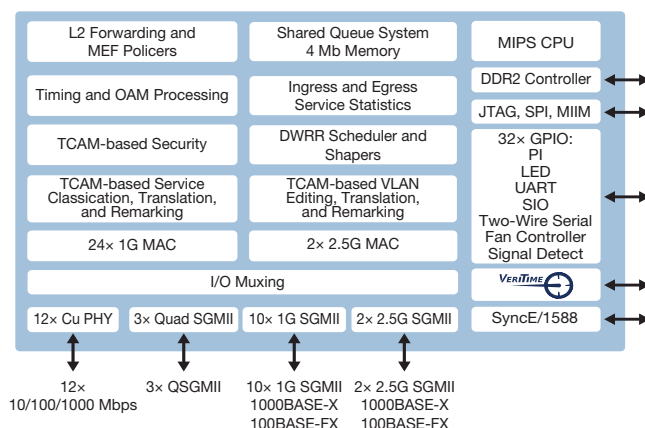 L2 Forwarding and
MEF Policers
Shared Queue System
4 Mb Memory
MIPS CPU
DDR2 Controller
Timing and OAM Processing
Ingress and Egress
Service Statistics
JTAG, SPI, MIIM
TCAM-based Security
DWRR Scheduler and
Shapers
32× GPIO:
PI
LED
UART
SIO
Two-Wire Serial
Fan Controller
Signal Detect
TCAM-based Service
Classication, Translation,
and Remarking
TCAM-based VLAN
Editing, Translation,
and Remarking
24× 1G MAC
2× 2.5G MAC
I/O Muxing
VERITIME
12× Cu PHY
3× Quad SGMII
10× 1G SGMII
2× 2.5G SGMII
SyncE/1588
12×
10/100/1000 Mbps
3× QSGMII
10× 1G SGMII
1000BASE-X
100BASE-FX
2× 2.5G SGMII
1000BASE-X
100BASE-FX